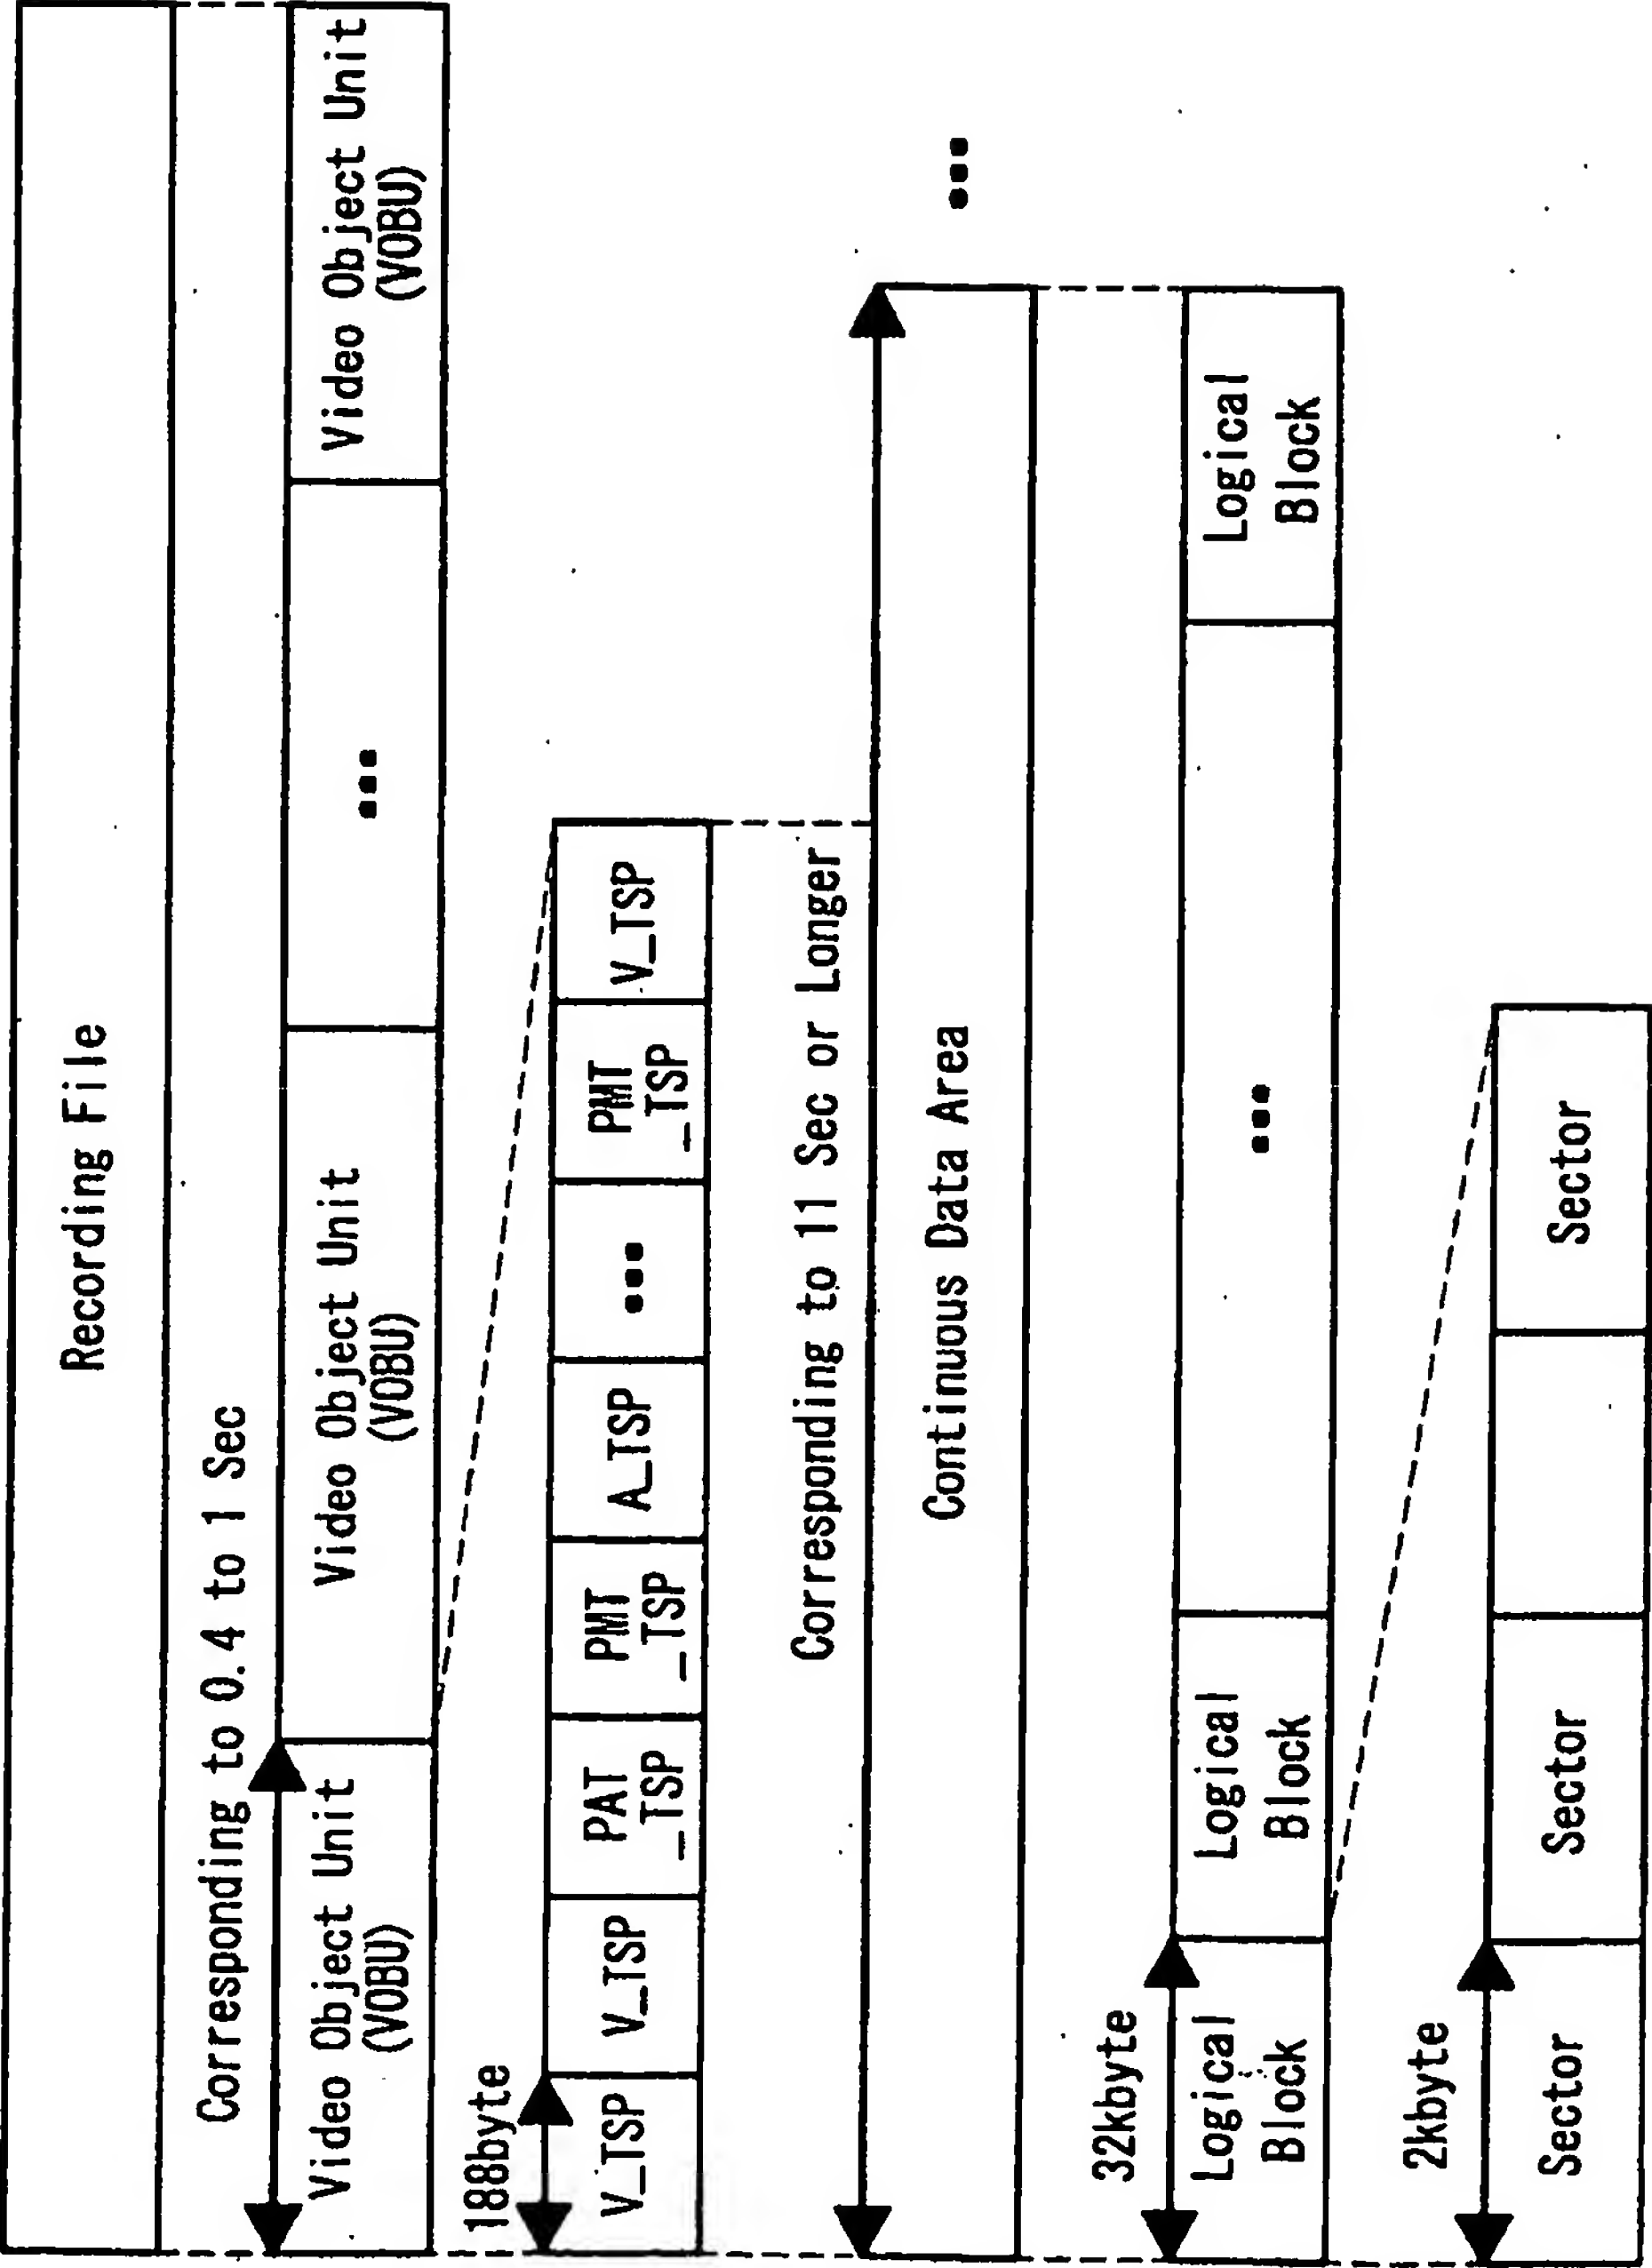 Recording File
Corresponding to 0.4 to 1 Sec
Video Object Unit
(VOBU)
Video Object Unit
(VOBU)
•••
Video Object Unit
(VOBU)
188byte
V_TSP
V_TSP
PAT
_TSP
PMT
_TSP
A_TSP
•••
PMT
_TSP
V_TSP
Corresponding to 11 Sec or Longer
Continuous Data Area
•••
32kbyte
Logical
Block
Logical
Block
•••
Logical
Block
2kbyte
Sector
Sector
Sector